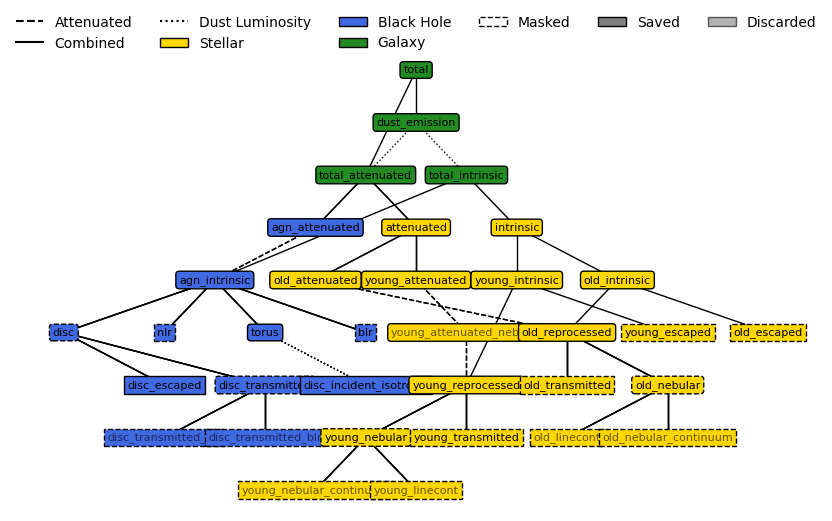 Attenuated Dust Luminosity Black Hole Masked Saved Discarded
Combined Stellar Galaxy
total
dust_emission
total_attenuated total_intrinsic
agn_attenuated attenuated intrinsic
agn_intrinsic old_attenuated young_attenuated young_intrinsic old_intrinsic
disc nlr torus blr young_attenuated_neb old_reprocessed young_escaped old_escaped
disc_escaped disc_transmitte disc_incident_isotro young_reprocessed old_transmitted old_nebular
disc_transmitted disc_transmitted_bl young_nebular young_transmitted old_linecont old_nebular_continuum
young_nebular_continu young_linecont